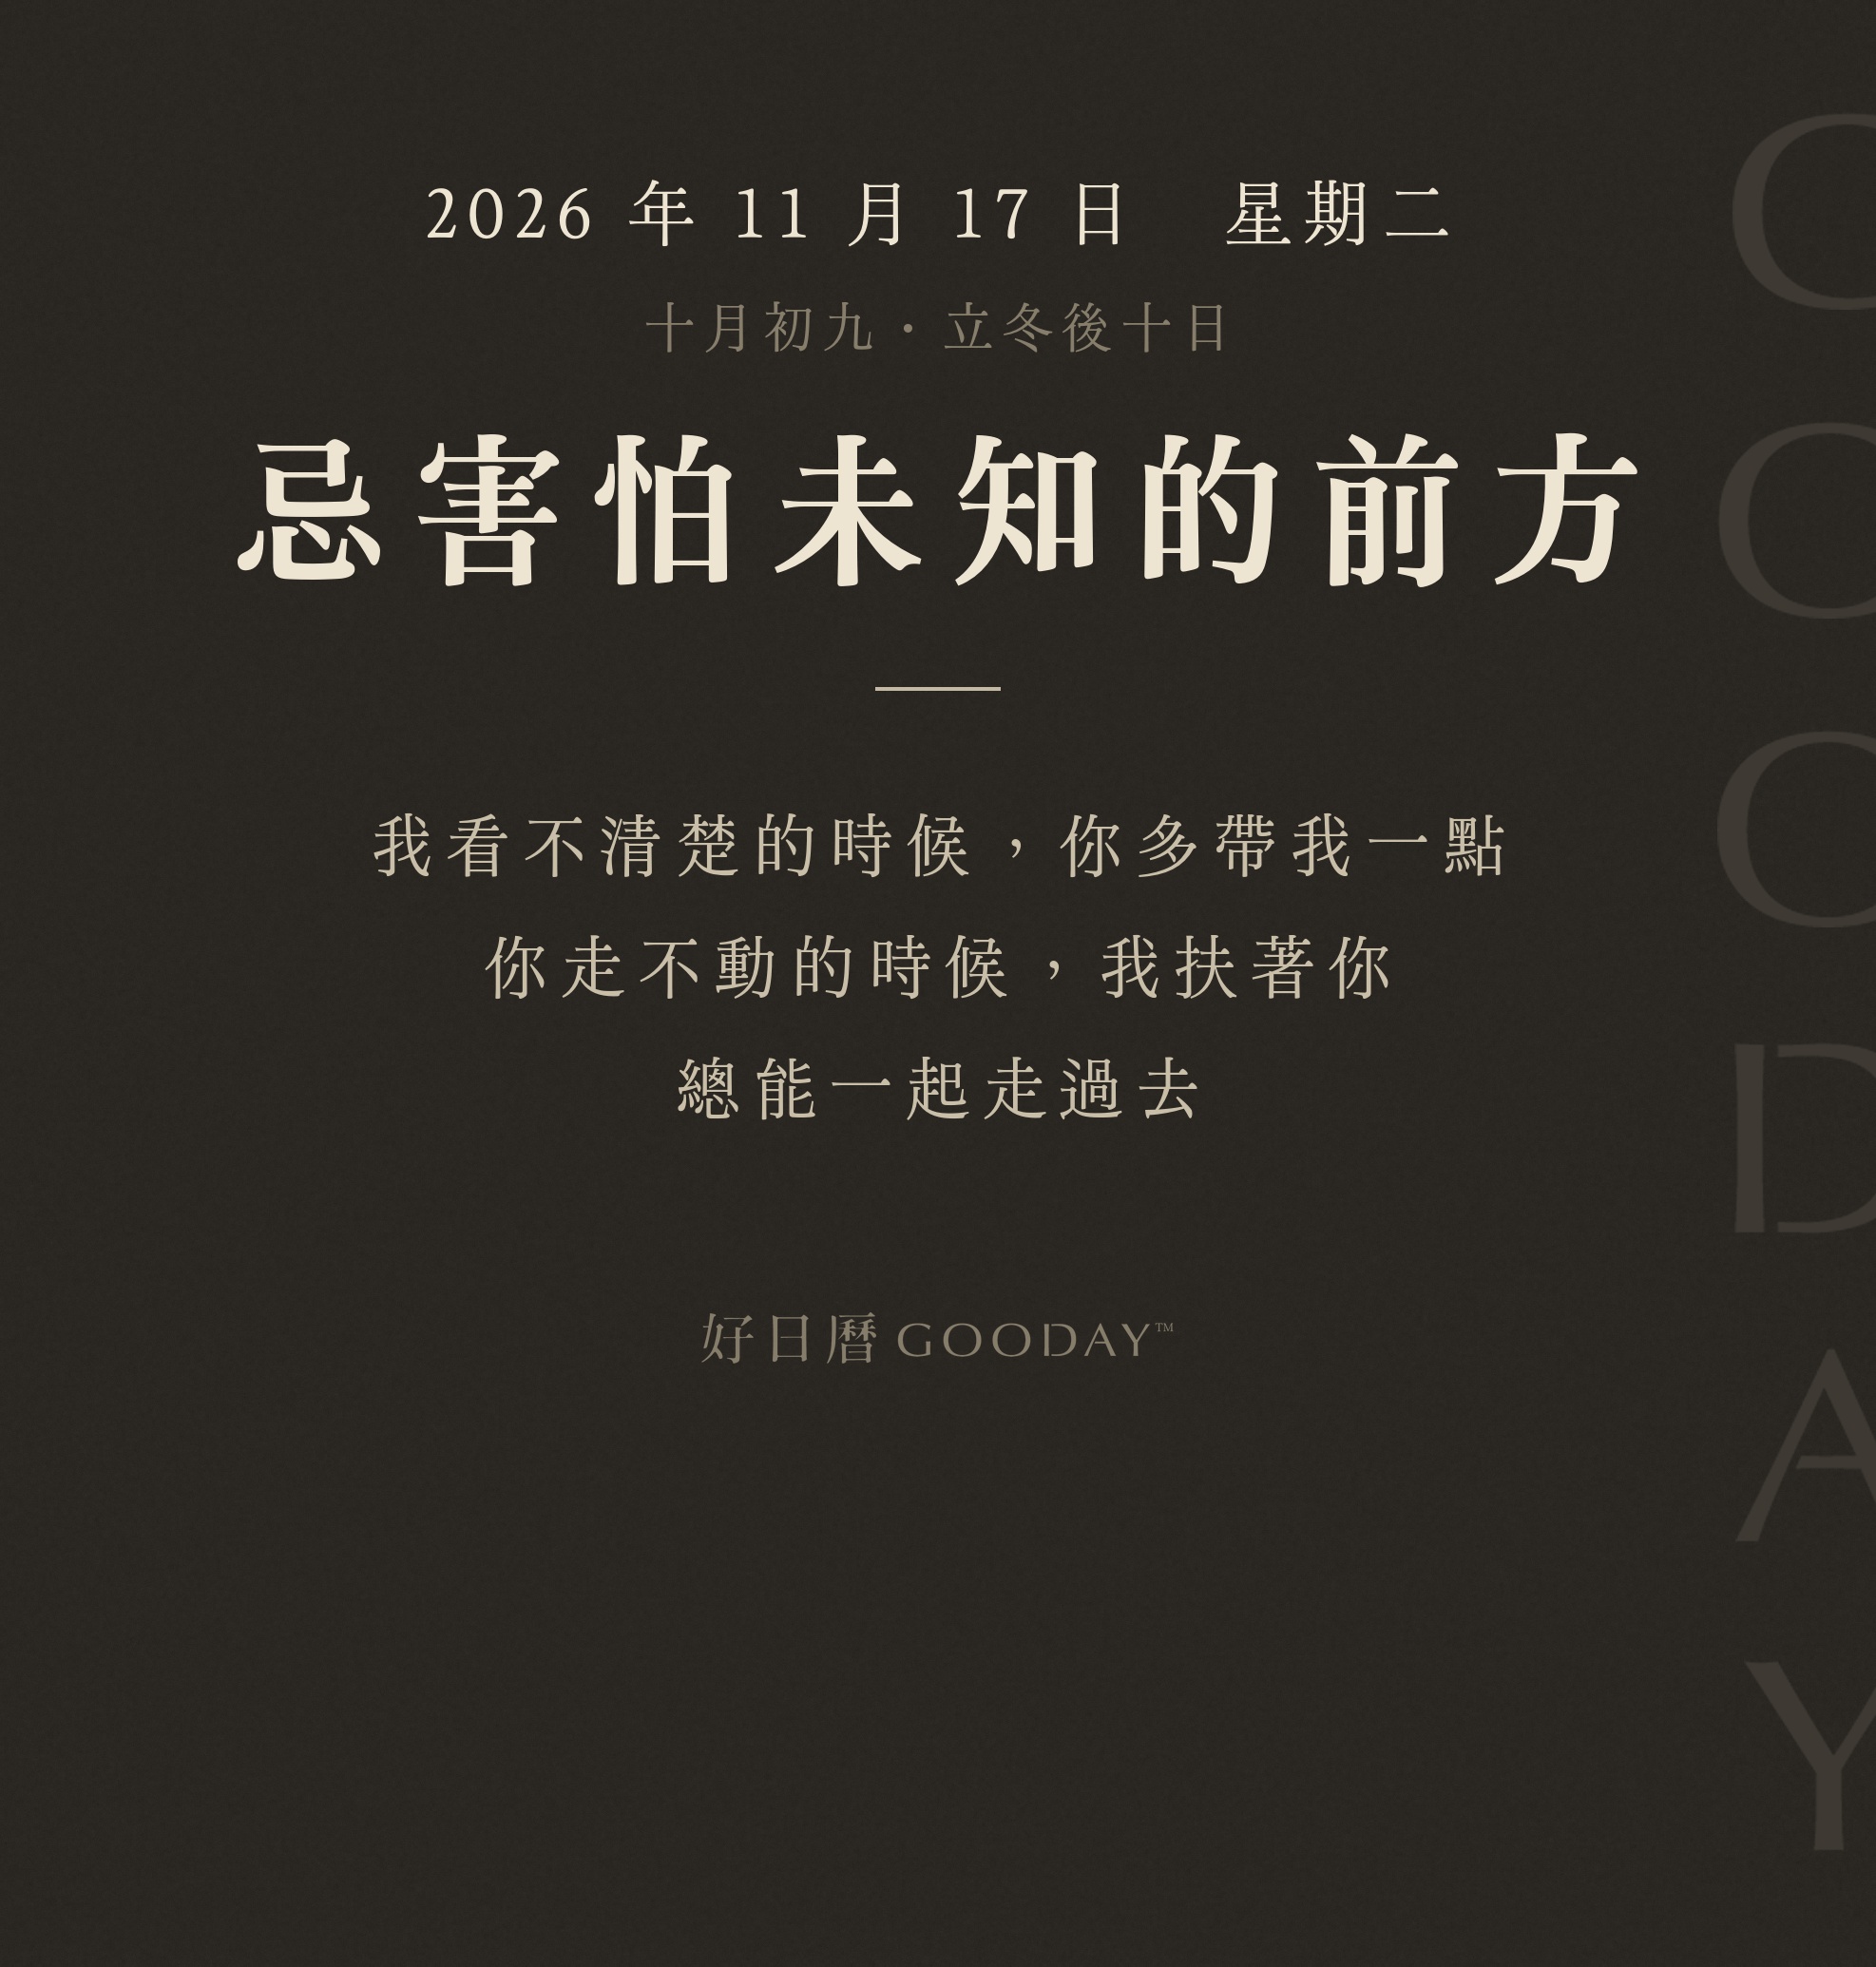 2026 年 11 月 17 日　星期二
十月初九・立冬後十日
忌害怕未知的前方
我看不清楚的時候，你多帶我一點
你走不動的時候，我扶著你
總能一起走過去
好日曆 GOODAY™
GOODAY